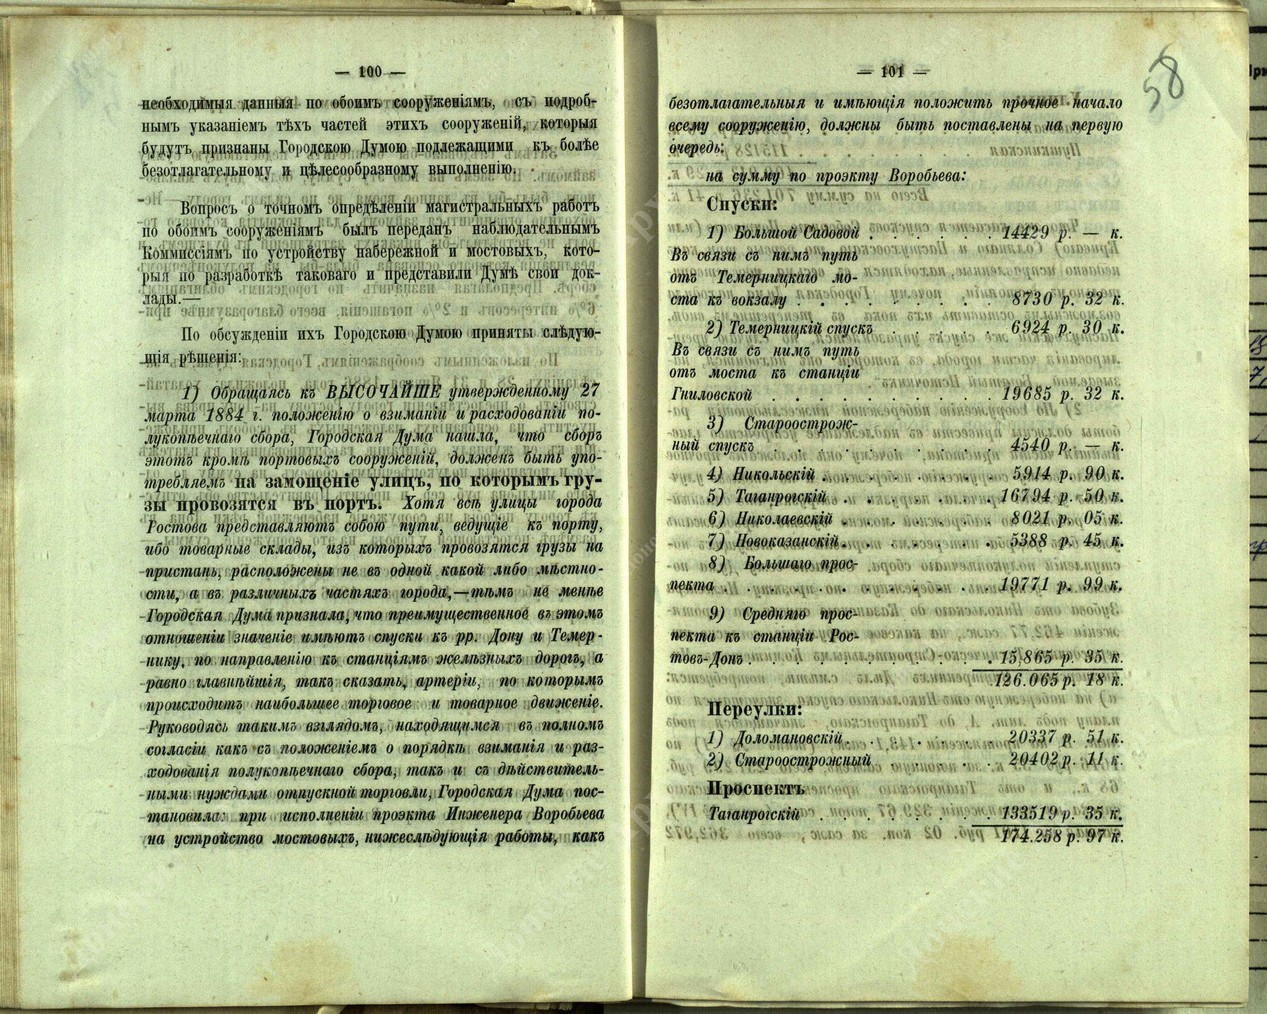 — 100 —
необходимыя данныя по обоимъ сооруженіямъ, съ подроб-
нымъ указаніемъ тѣхъ частей этихъ сооруженій, которыя
будутъ признаны Городскою Думою подлежащими къ болѣе
безотлагательному и цѣлесообразному выполненію.
Вопросъ о точномъ опредѣленіи магистральныхъ работъ
по обоимъ сооруженіямъ былъ переданъ наблюдательнымъ
Коммиссіямъ по устройству набережной и мостовыхъ, кото-
рыя по разработкѣ таковаго и представили Думѣ свои док-
лады.—
По обсужденіи ихъ Городскою Думою приняты слѣдую-
щія рѣшенія:
1) Обращаясь къ ВЫСОЧАЙШЕ утвержденному 27
марта 1884 г. положенію о взиманіи и расходованіи по-
лукопѣечнаго сбора, Городская Дума нашла, что сборъ
этотъ кромѣ портовыхъ сооруженій, долженъ быть упо-
требляемъ на замощеніе улицъ, по которымъ гру-
зы провозятся въ портъ. Хотя всѣ улицы города
Ростова представляютъ собою пути, ведущіе къ порту,
ибо товарные склады, изъ которыхъ провозятся грузы на
пристань, расположены не въ одной какой либо мѣстно-
сти, а въ различныхъ частяхъ города,—тѣмъ не менѣе
Городская Дума признала, что преимущественное въ этомъ
отношеніи значеніе имѣютъ спуски къ рр. Дону и Темер-
нику, по направленію къ станціямъ желѣзныхъ дорогъ, а
равно главнѣйшія, такъ сказать, артеріи, по которымъ
происходитъ наибольшее торговое и товарное движеніе.
Руководясь такимъ взглядомъ, находящимся въ полномъ
согласіи какъ съ положеніемъ о порядкѣ взиманія и раз-
ходованія полукопѣечнаго сбора, такъ и съ дѣйствитель-
ными нуждами отпускной торговли, Городская Дума пос-
тановила: при исполненіи проэкта Инженера Воробьева
на устройство мостовыхъ, нижеслѣдующія работы, какъ
— 101 —
58
безотлагательныя и имѣющія положить прочное начало
всему сооруженію, должны быть поставлены на первую
очередь:
на сумму по проэкту Воробьева:
Спуски:
1) Большой Садовой . . . . . 14429 р. — к.
Въ связи съ нимъ путь
отъ Темерницкаго мо-
ста къ вокзалу . . . . . . . . 8730 р. 32 к.
2) Темерницкій спускъ . . . . . 6924 р. 30 к.
Въ связи съ нимъ путь
отъ моста къ станціи
Гниловской . . . . . . . . . . 19685 р. 32 к.
3) Староострож-
ный спускъ . . . . . . . . . . 4540 р. — к.
4) Никольскій . . . . . . . . 5914 р. 90 к.
5) Таганрогскій . . . . . . . 16794 р. 50 к.
6) Николаевскій . . . . . . . 8021 р. 05 к.
7) Новоказанскій . . . . . . . 5388 р. 45 к.
8) Большаго прос-
пекта . . . . . . . . . . . . 19771 р. 99 к.
9) Средняго прос-
пекта къ станціи Рос-
товъ-Донъ . . . . . . . . . . 15,865 р. 35 к.
126.065 р. 18 к.
Переулки:
1) Доломановскій . . . . . . 20337 р. 51 к.
2) Староострожный . . . . . 20402 р. 11 к.
Проспектъ
Таганрогскій . . . . . . . 133519 р. 35 к.
174.258 р. 97 к.